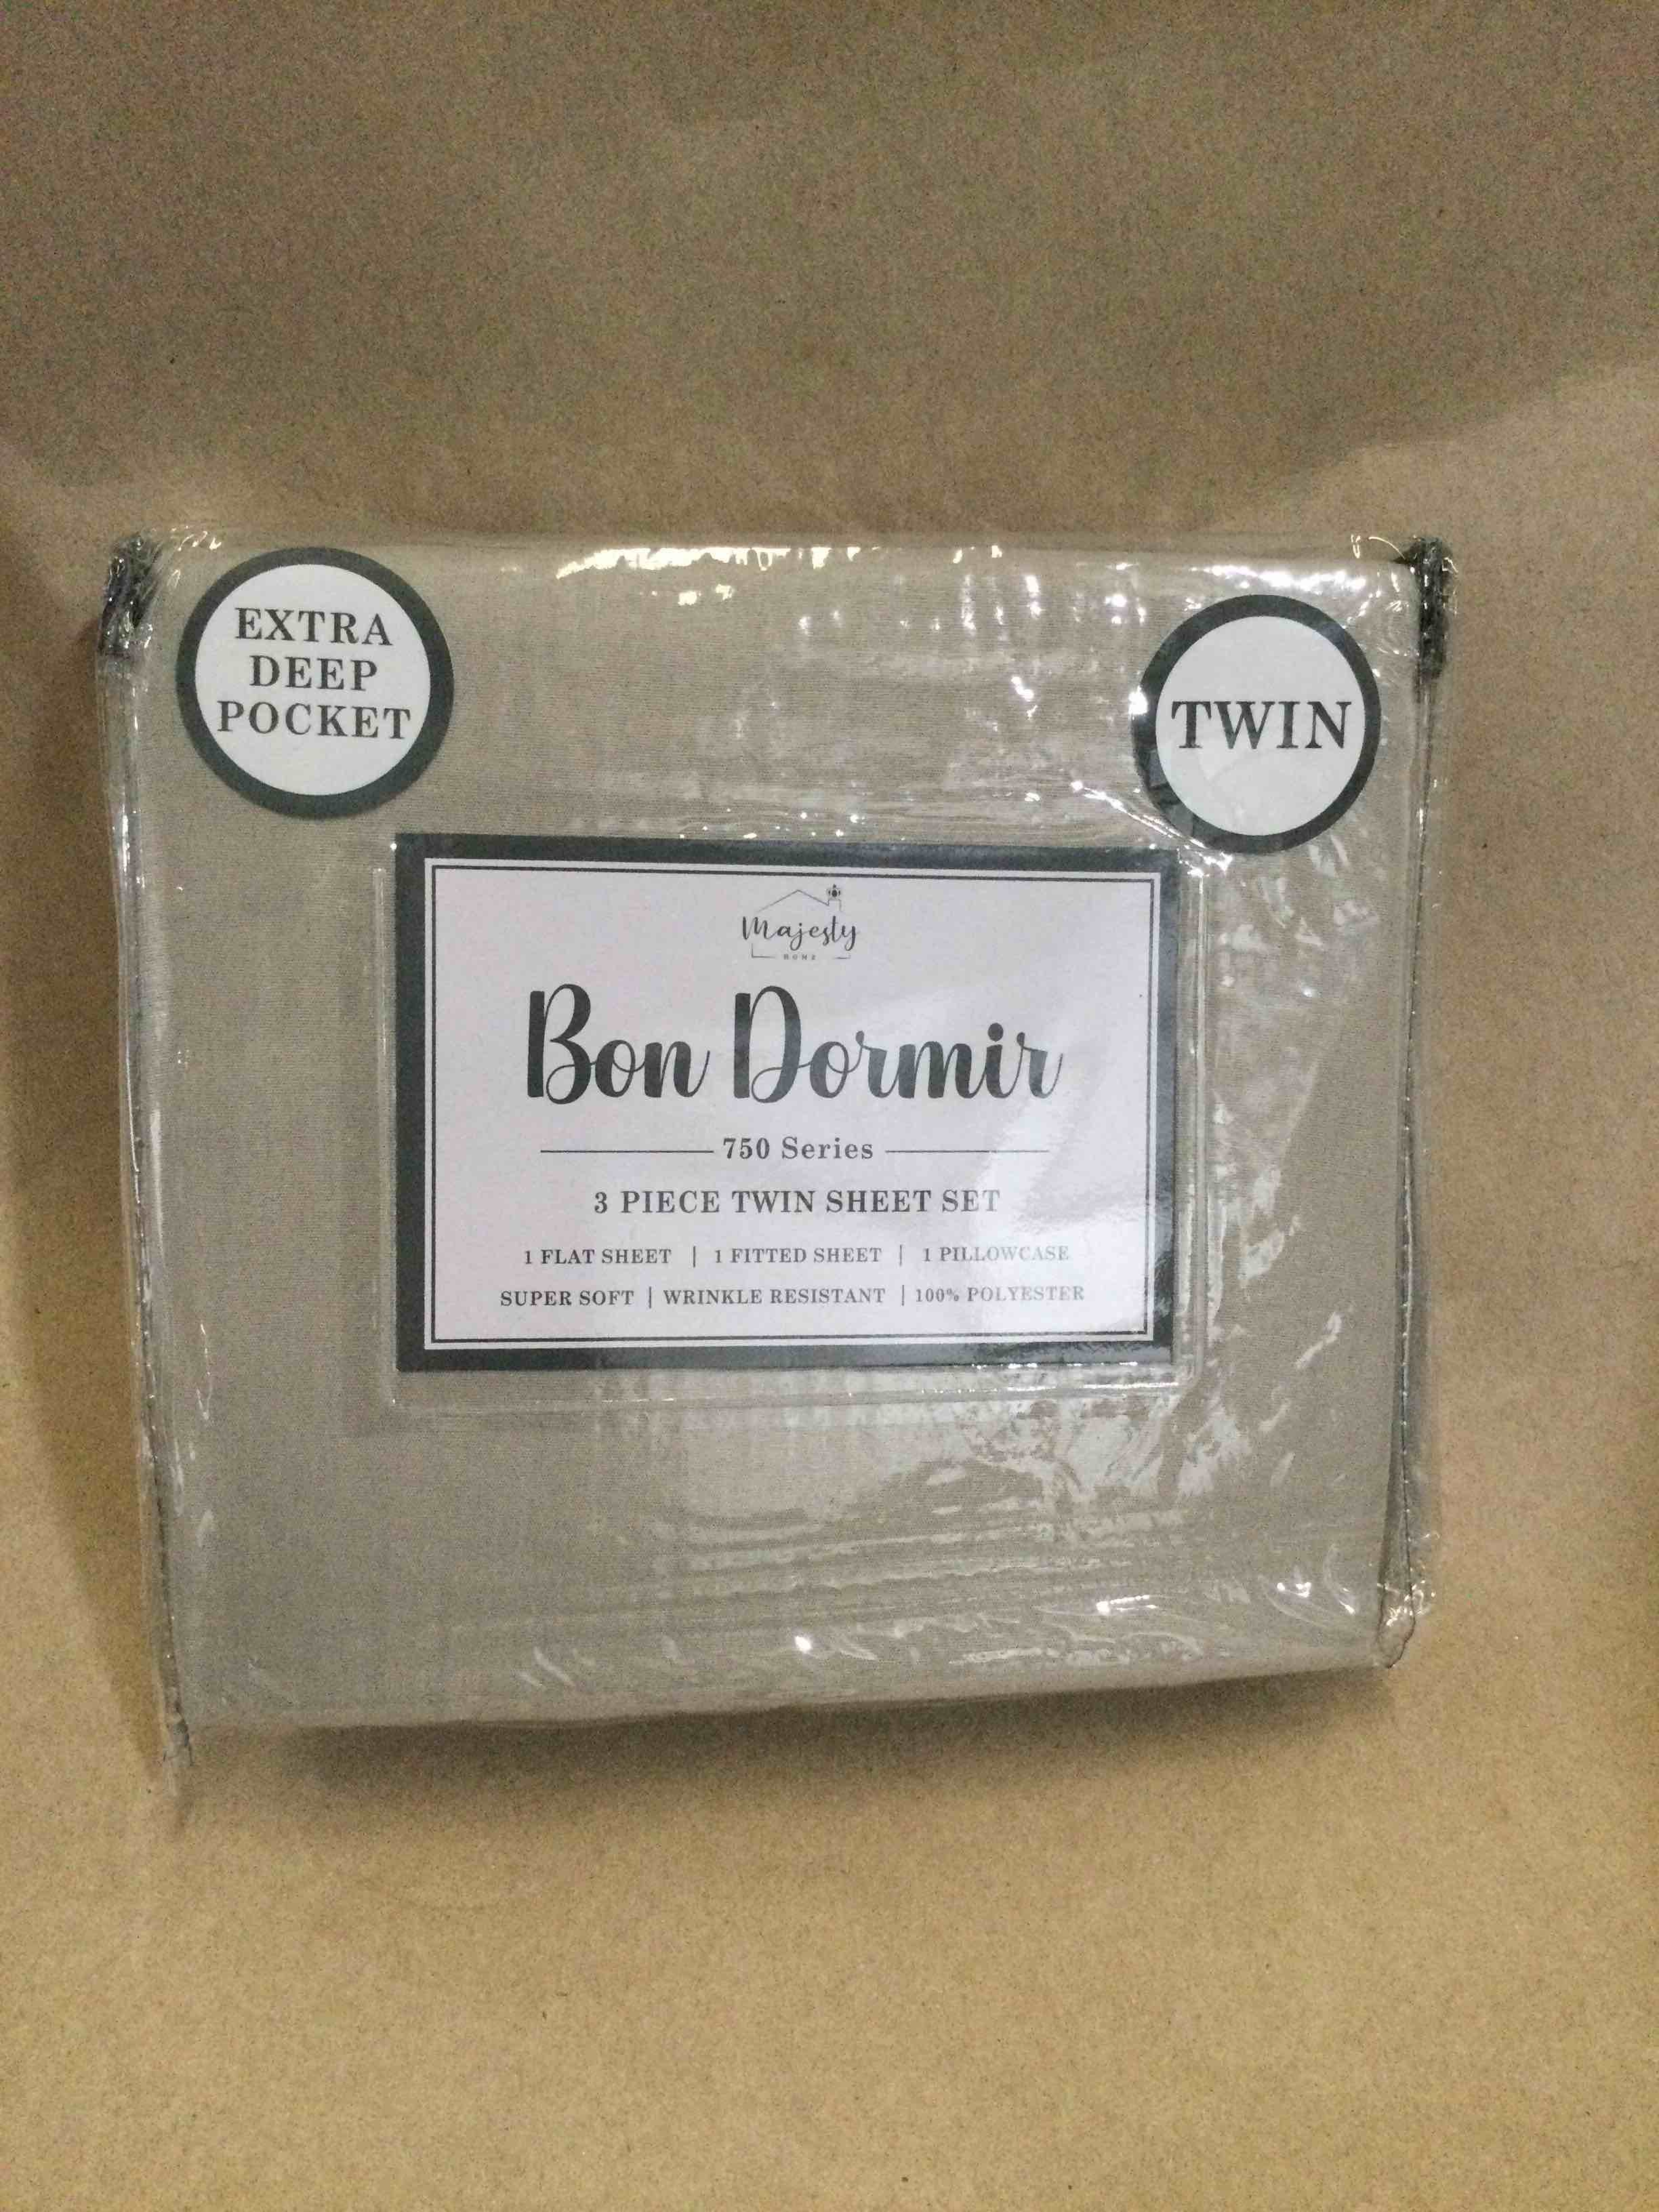 EXTRA
DEEP
POCKET
TWIN
Majesty
HOME
Bon Dormir
750 Series
3 PIECE TWIN SHEET SET
1 FLAT SHEET | 1 FITTED SHEET | 1 PILLOWCASE
SUPER SOFT | WRINKLE RESISTANT | 100% POLYESTER